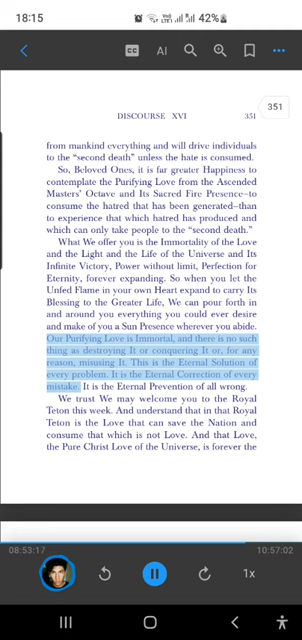 18:15
42%
CC
AI
351
DISCOURSE XVI 351
from mankind everything and will drive individuals
to the “second death” unless the hate is consumed.
So, Beloved Ones, it is far greater Happiness to
contemplate the Purifying Love from the Ascended
Masters’ Octave and Its Sacred Fire Presence—to
consume the hatred that has been generated—than
to experience that which hatred has produced and
which can only take people to the “second death.”
What We offer you is the Immortality of the Love
and the Light and the Life of the Universe and Its
Infinite Victory, Power without limit, Perfection for
Eternity, forever expanding. So when you let the
Unfed Flame in your own Heart expand to carry Its
Blessing to the Greater Life, We can pour forth in
and around you everything you could ever desire
and make of you a Sun Presence wherever you abide.
Our Purifying Love is Immortal, and there is no such
thing as destroying It or conquering It or, for any
reason, misusing It. This is the Eternal Solution of
every problem. It is the Eternal Correction of every
mistake. It is the Eternal Prevention of all wrong.
We trust We may welcome you to the Royal
Teton this week. And understand that in that Royal
Teton is the Love that can save the Nation and
consume that which is not Love. And that Love,
the Pure Christ Love of the Universe, is forever the
08:53:17
10:57:02
1x